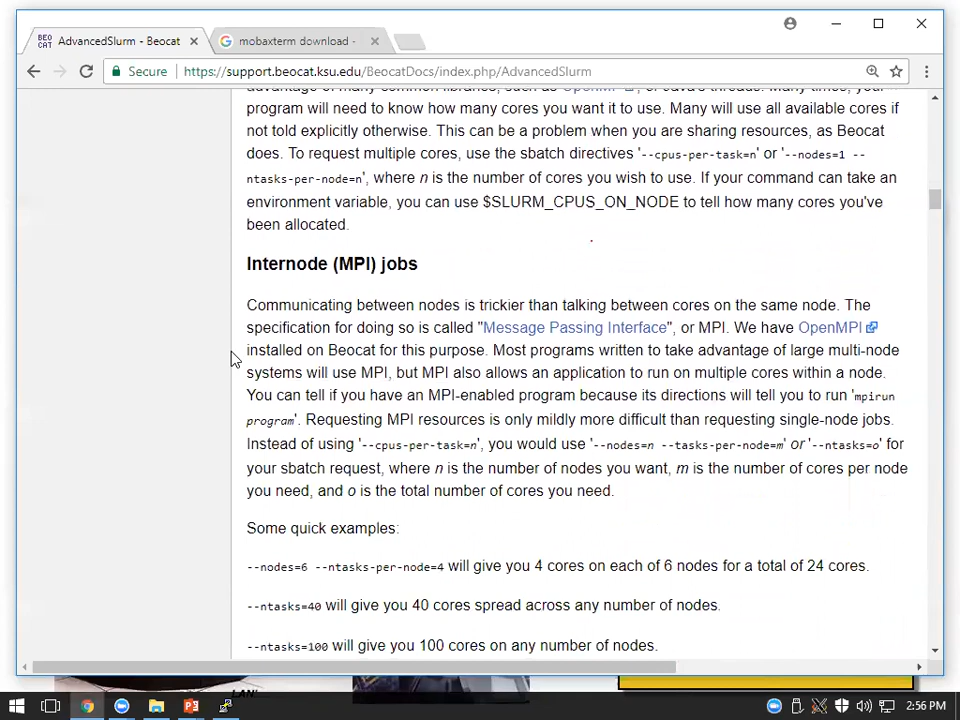 AdvancedSlurm - Beocat
mobaxterm download -
Secure
https://support.beocat.ksu.edu/BeocatDocs/index.php/AdvancedSlurm
program will need to know how many cores you want it to use. Many will use all available cores if
not told explicitly otherwise. This can be a problem when you are sharing resources, as Beocat
does. To request multiple cores, use the sbatch directives '--cpus-per-task=n' or '--nodes=1 --
ntasks-per-node=n', where n is the number of cores you wish to use. If your command can take an
environment variable, you can use $SLURM_CPUS_ON_NODE to tell how many cores you've
been allocated.
Internode (MPI) jobs
Communicating between nodes is trickier than talking between cores on the same node. The
specification for doing so is called "Message Passing Interface", or MPI. We have OpenMPI
installed on Beocat for this purpose. Most programs written to take advantage of large multi-node
systems will use MPI, but MPI also allows an application to run on multiple cores within a node.
You can tell if you have an MPI-enabled program because its directions will tell you to run 'mpirun
program'. Requesting MPI resources is only mildly more difficult than requesting single-node jobs.
Instead of using '--cpus-per-task=n', you would use '--nodes=n --tasks-per-node=m' or '--ntasks=o' for
your sbatch request, where n is the number of nodes you want, m is the number of cores per node
you need, and o is the total number of cores you need.
Some quick examples:
--nodes=6 --ntasks-per-node=4 will give you 4 cores on each of 6 nodes for a total of 24 cores.
--ntasks=40 will give you 40 cores spread across any number of nodes.
--ntasks=100 will give you 100 cores on any number of nodes.
2:56 PM